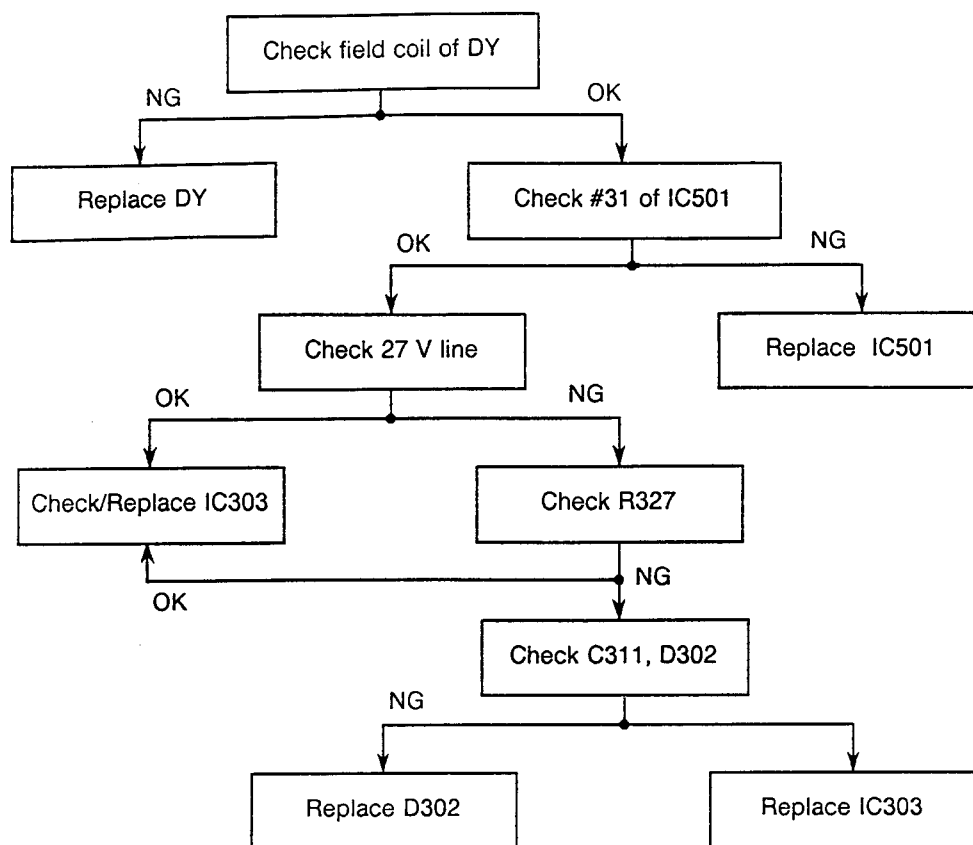 Check field coil of DY
NG
OK
Replace DY
Check #31 of IC501
OK
NG
Check 27 V line
Replace IC501
OK
NG
Check/Replace IC303
Check R327
OK
NG
Check C311, D302
NG
Replace D302
Replace IC303